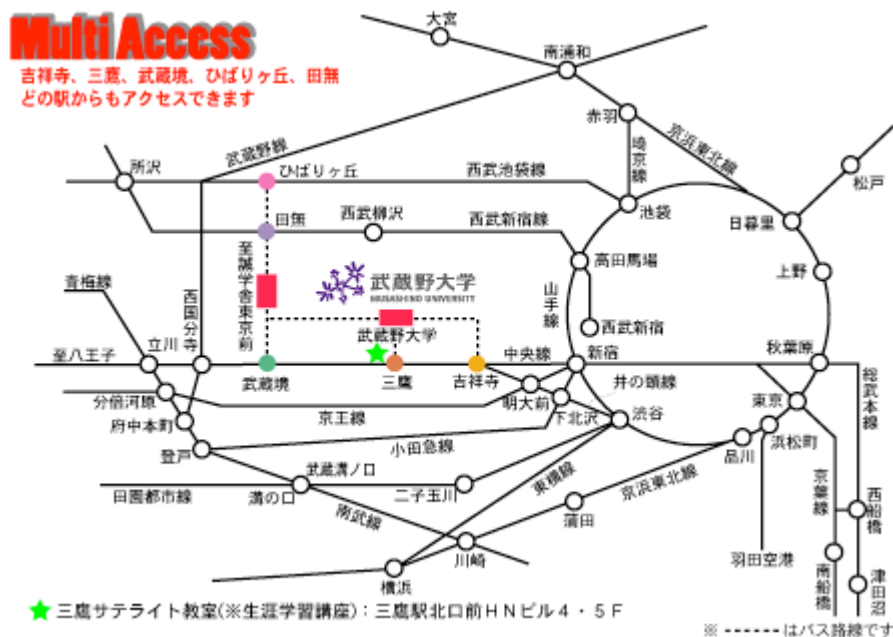 Multi Access
吉祥寺、三鷹、武蔵境、ひばりヶ丘、田無
どの駅からもアクセスできます
大宮
南浦和
赤羽
京浜東北線
埼京線
武蔵野線
所沢
ひばりヶ丘
西武池袋線
池袋
松戸
日暮里
田無
西武柳沢
西武新宿線
高田馬場
上野
至誠学舎東京前
武蔵野大学
MUSASHINO UNIVERSITY
山手線
西武新宿
青梅線
西国分寺
武蔵野大学
至八王子
立川
武蔵境
三鷹
吉祥寺
中央線
新宿
秋葉原
総武本線
分倍河原
府中本町
京王線
明大前
井の頭線
下北沢
渋谷
東京
浜松町
品川
登戸
小田急線
武蔵溝ノ口
田園都市線
溝の口
二子玉川
東横線
京浜東北線
南武線
蒲田
川崎
横浜
羽田空港
京葉線
西船橋
南船橋
津田沼
三鷹サテライト教室(※生涯学習講座)：三鷹駅北口前HNビル4・5F
※ ------- はバス路線です